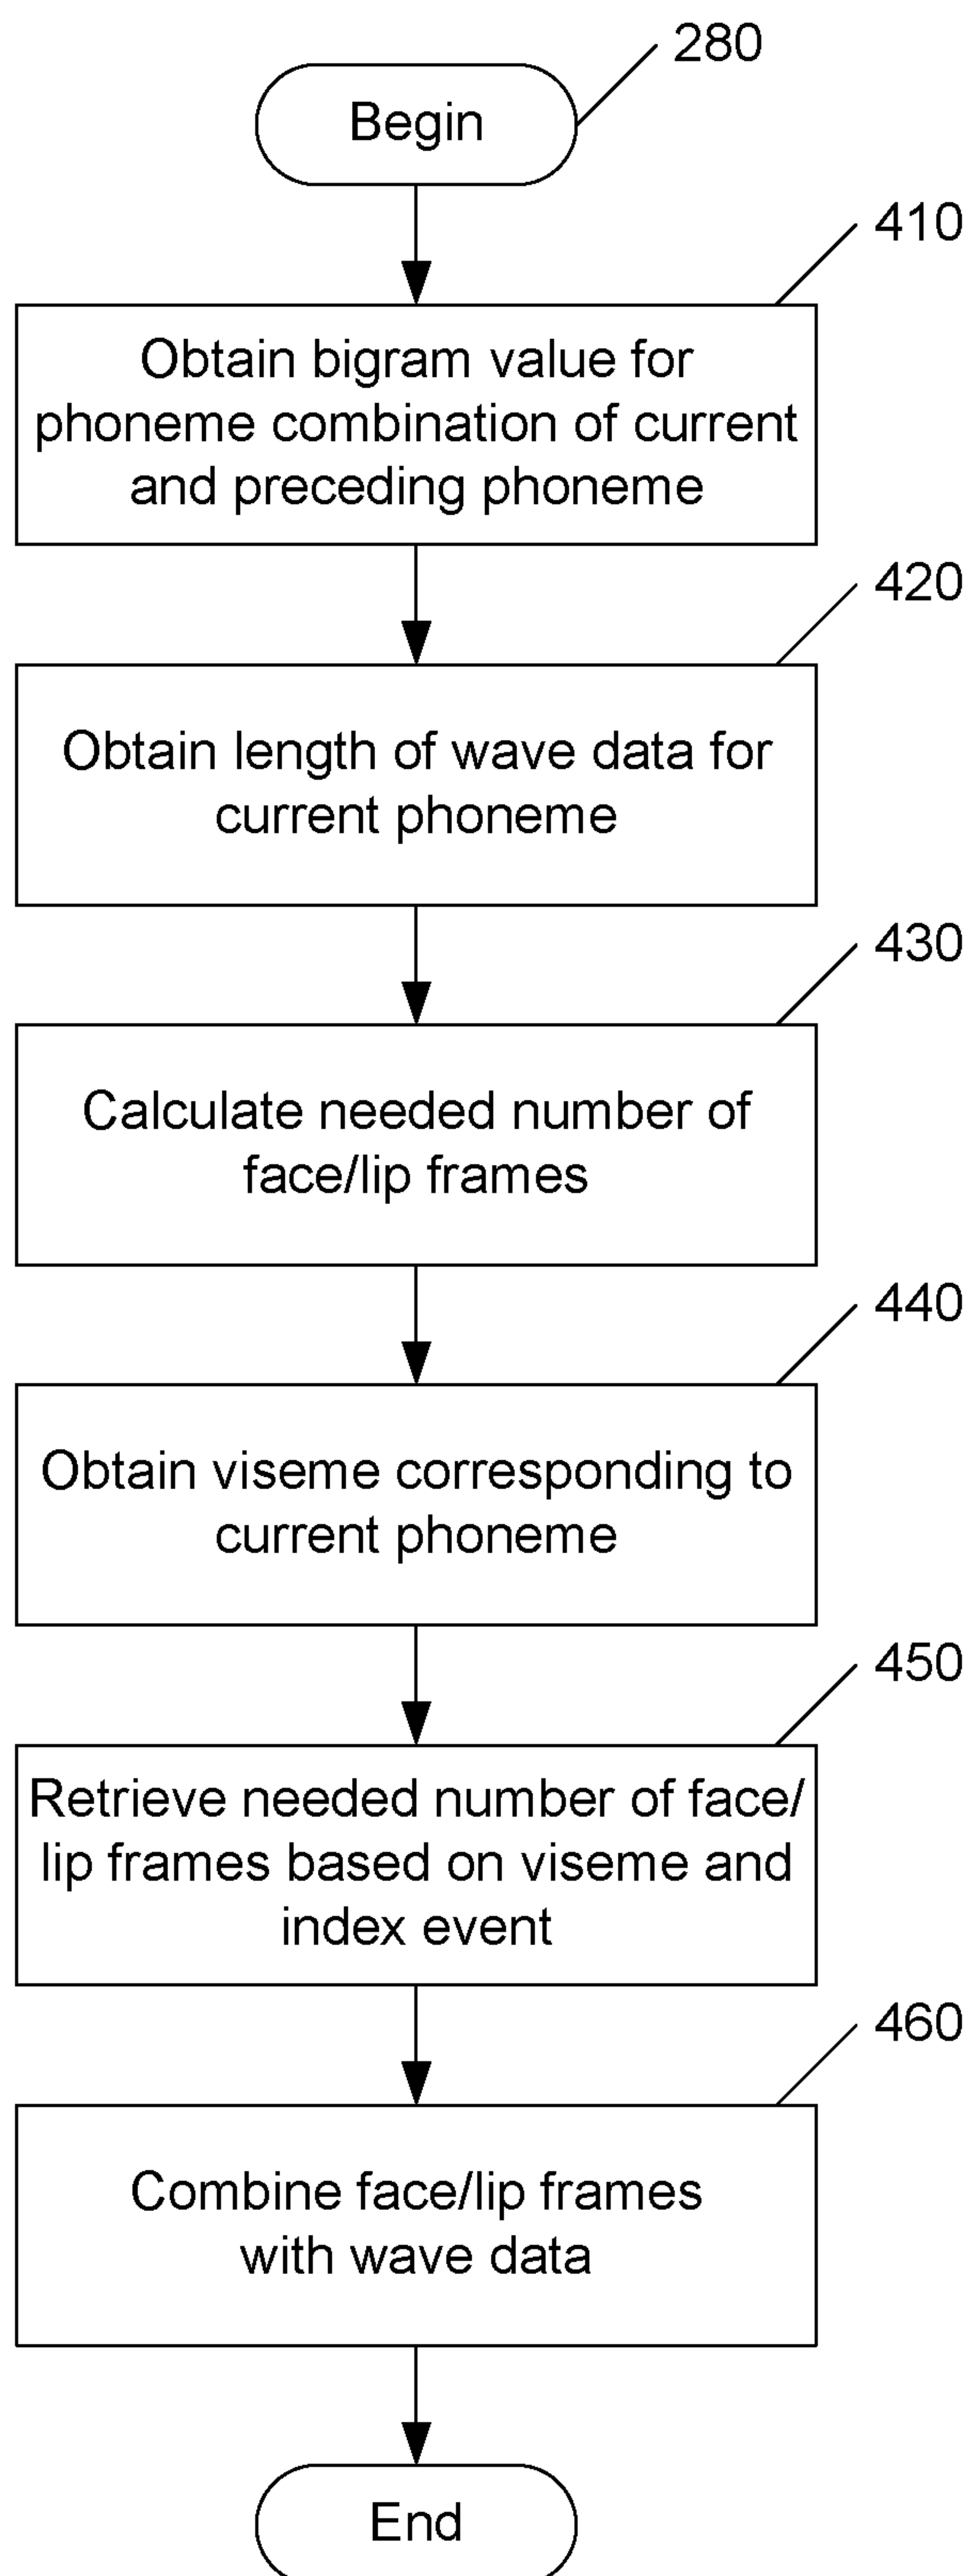 280
Begin
410
Obtain bigram value for
phoneme combination of current
and preceding phoneme
420
Obtain length of wave data for
current phoneme
430
Calculate needed number of
face/lip frames
440
Obtain viseme corresponding to
current phoneme
450
Retrieve needed number of face/
lip frames based on viseme and
index event
460
Combine face/lip frames
with wave data
End